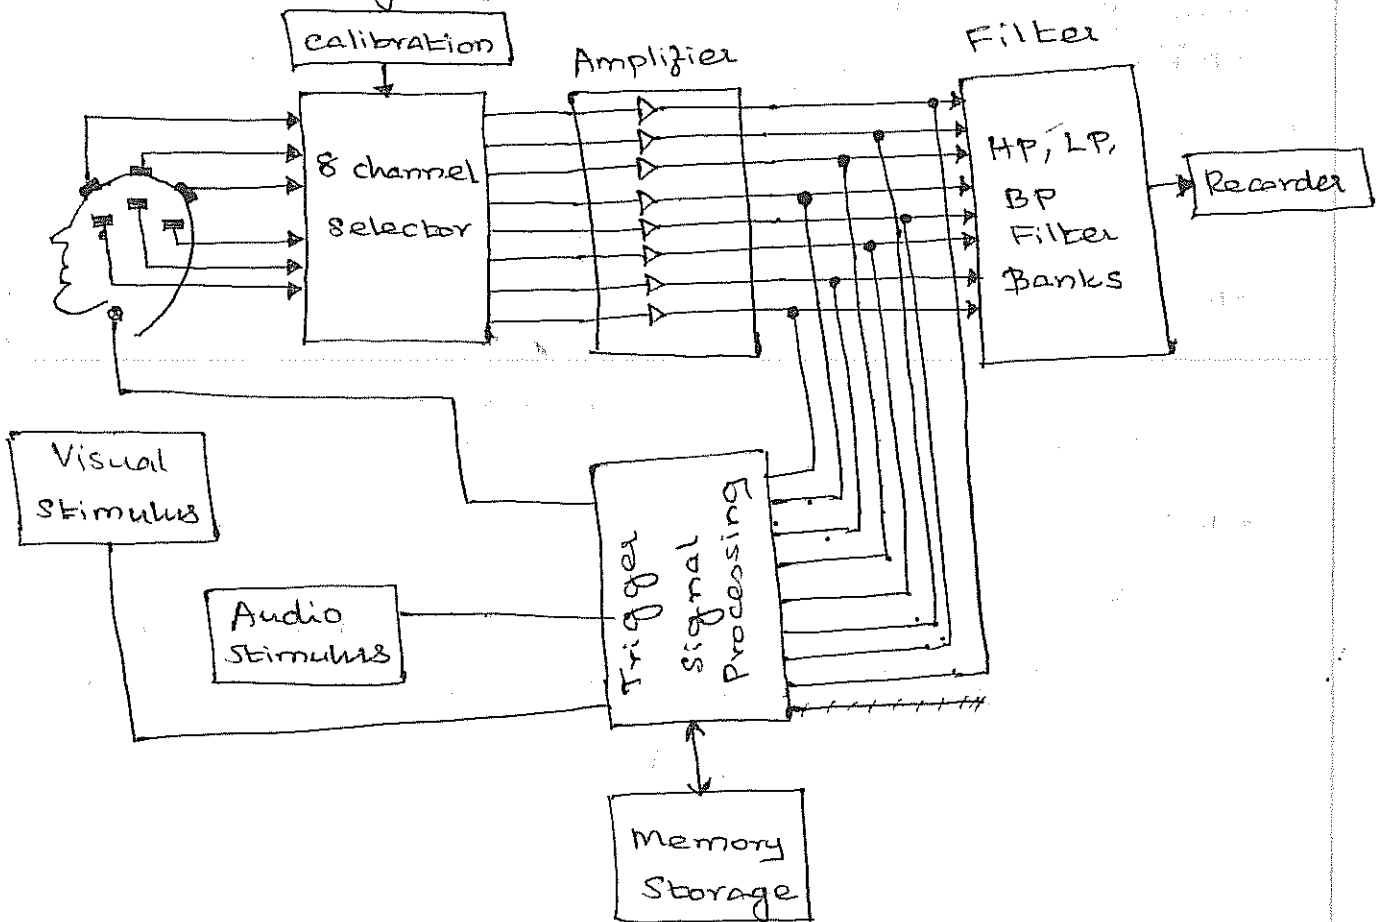 calibration
Amplifier
Filter
8 channel
selector
HP, LP,
BP
Filter
Banks
Recorder
Visual
Stimulus
Audio
Stimulus
Trigger
Signal
Processing
Memory
Storage